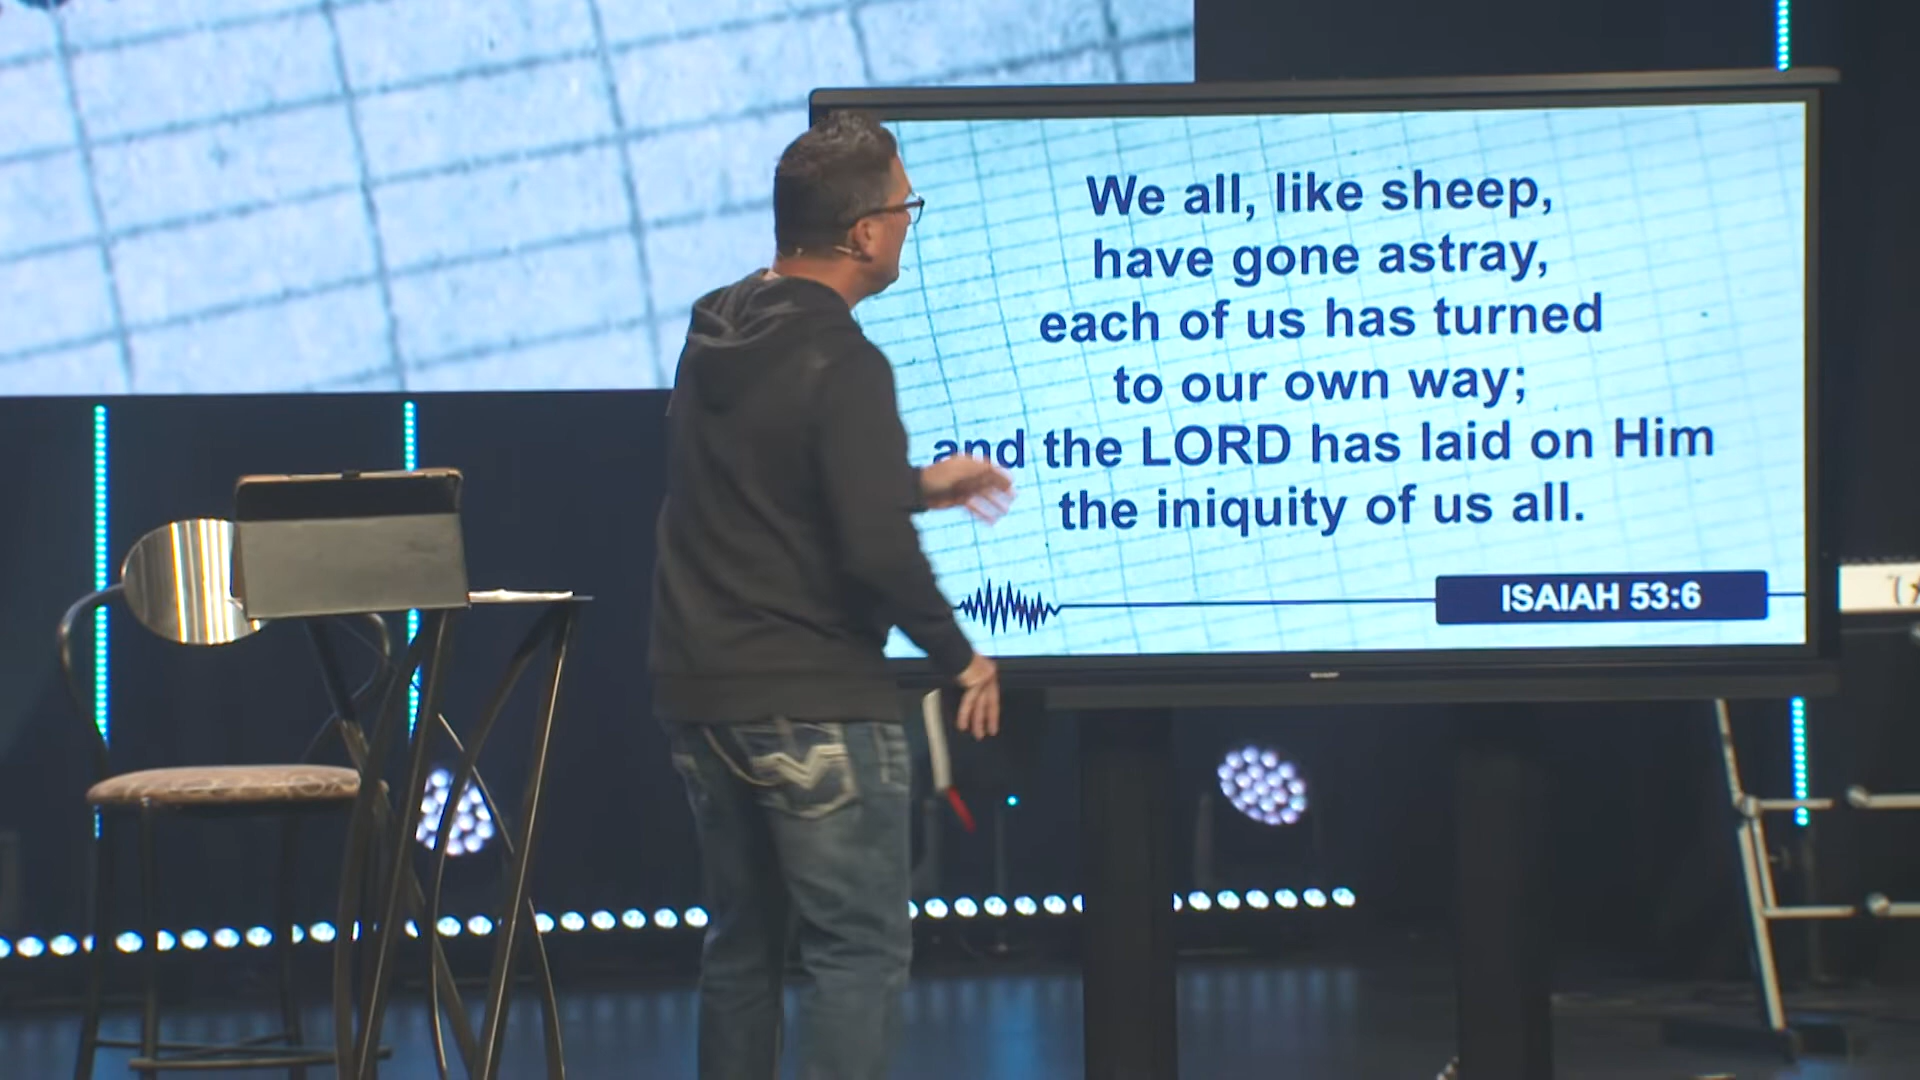 We all, like sheep,
have gone astray,
each of us has turned
to our own way;
and the LORD has laid on Him
the iniquity of us all.
ISAIAH 53:6
SHARP